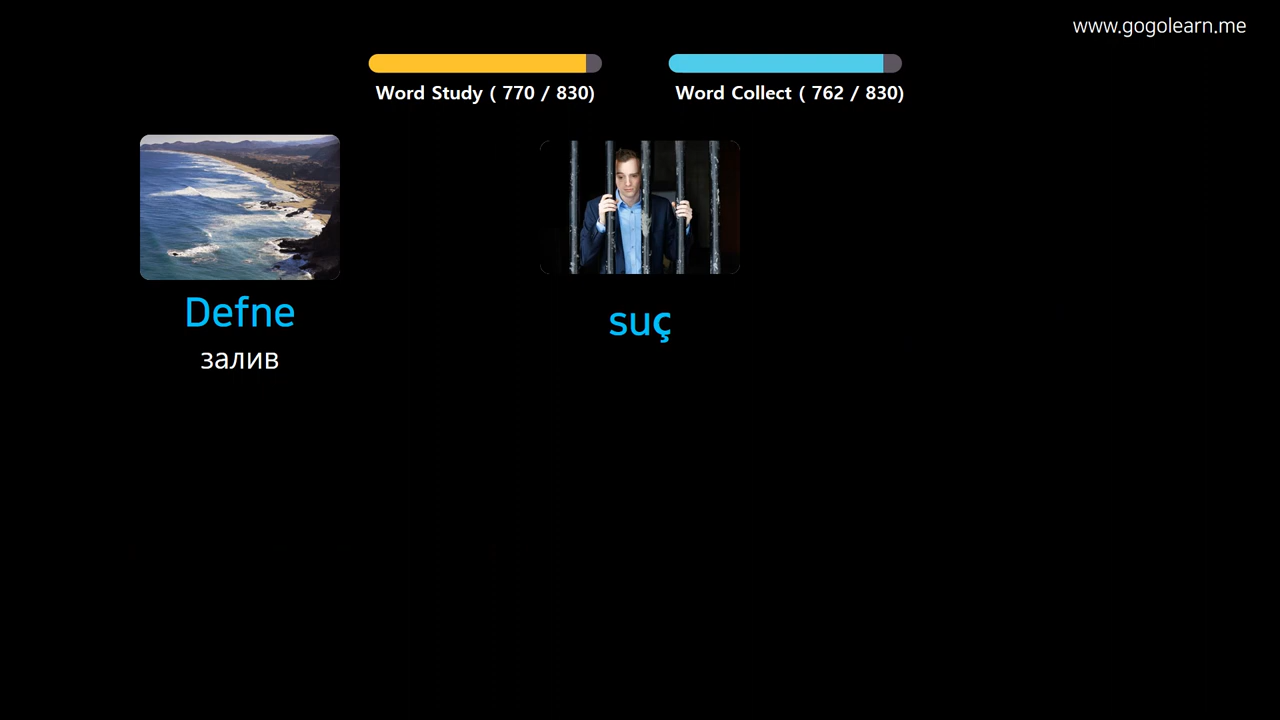 www.gogolearn.me
Word Study ( 770 / 830)
Word Collect ( 762 / 830)
Defne
залив
suç